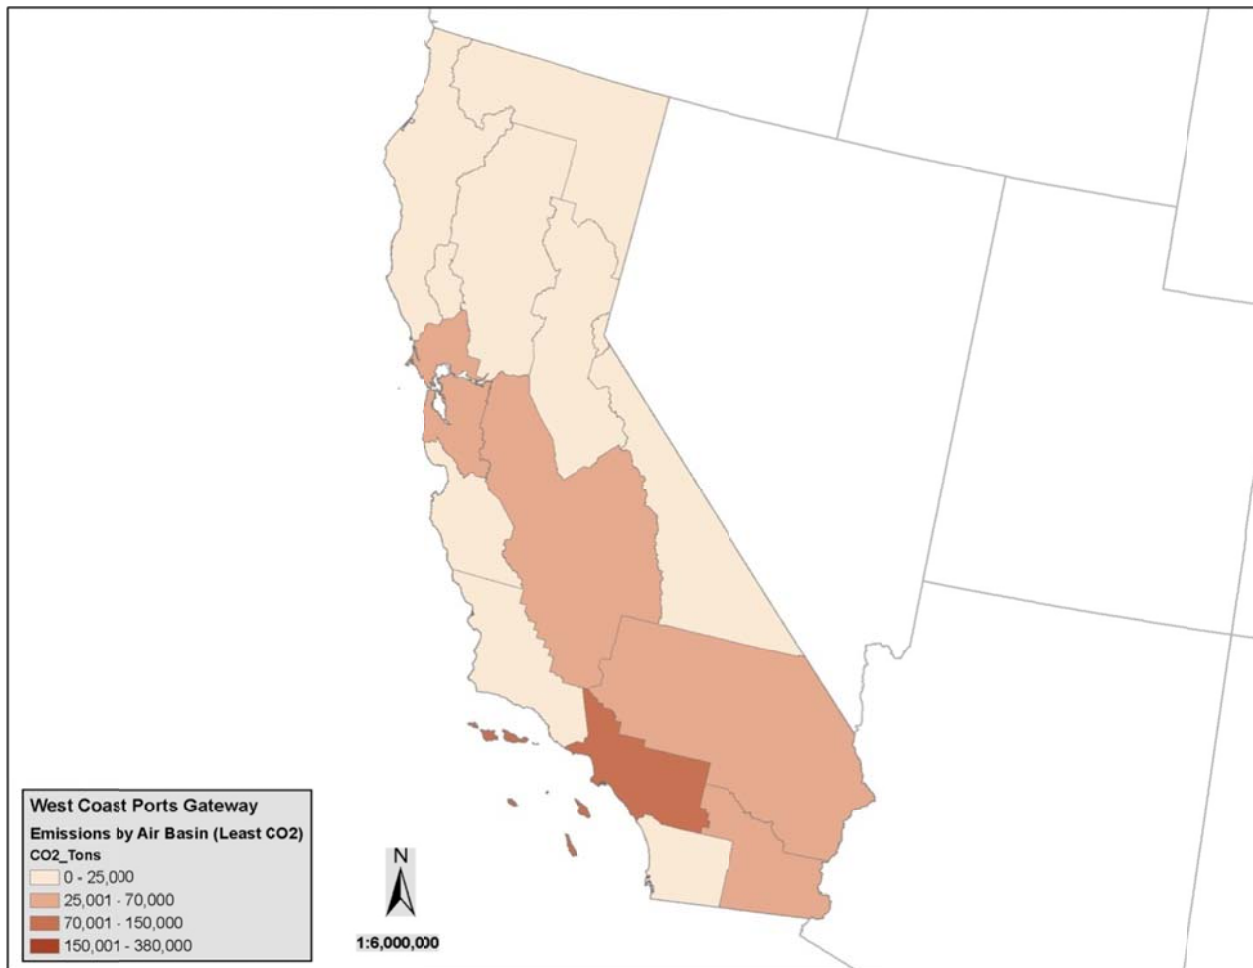 West Coast Ports Gateway
Emissions by Air Basin (Least CO2)
CO2_Tons
0 - 25,000
25,001 - 70,000
70,001 - 150,000
150,001 - 380,000
N
1:6,000,000